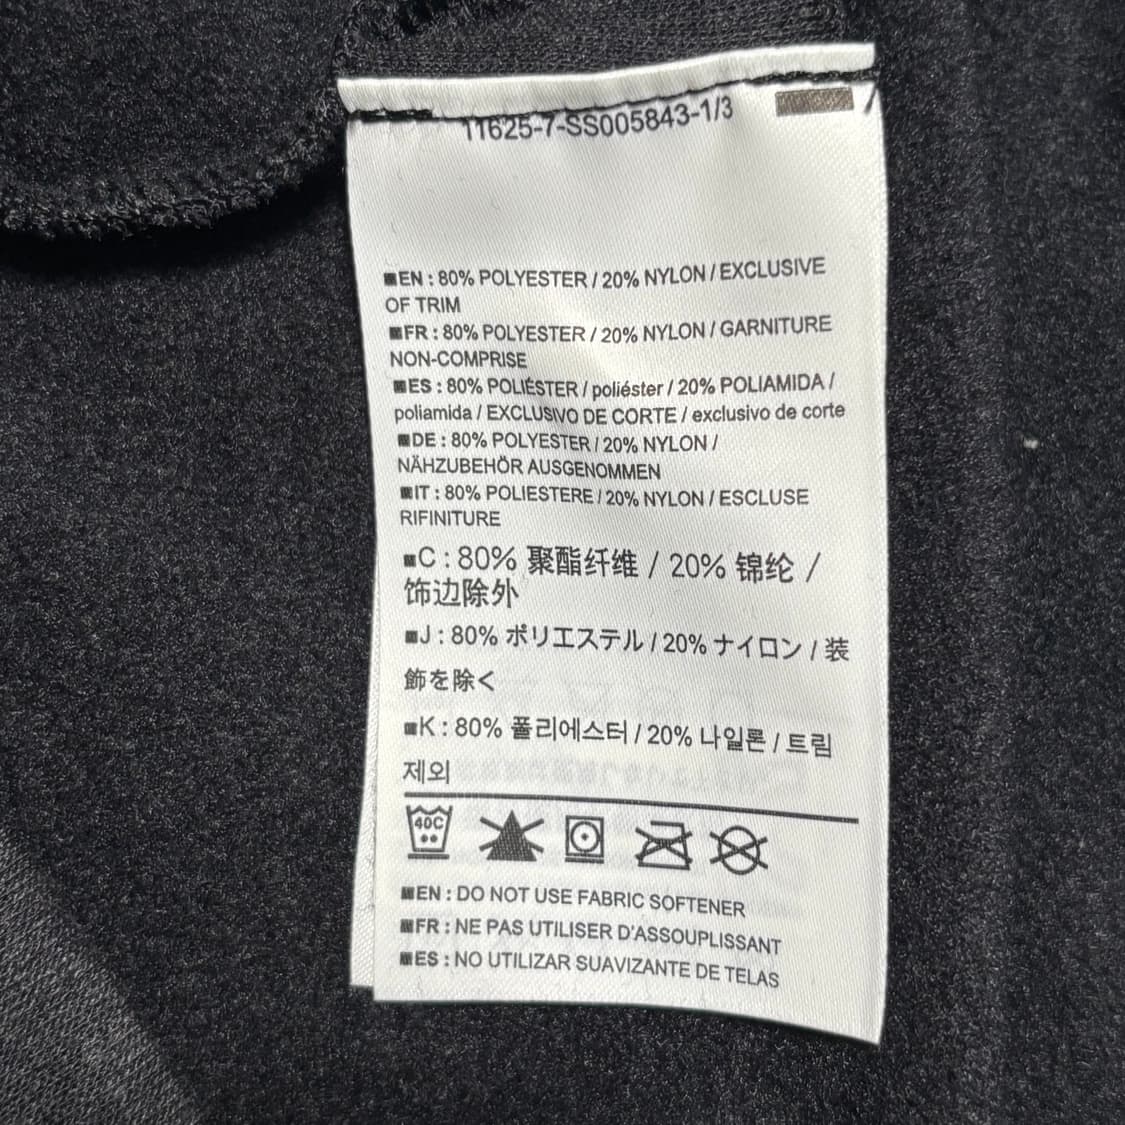 11625-7-SS005843-1/3
■EN : 80% POLYESTER / 20% NYLON / EXCLUSIVE
OF TRIM
■FR : 80% POLYESTER / 20% NYLON / GARNITURE
NON-COMPRISE
■ES : 80% POLIÉSTER / poliéster / 20% POLIAMIDA /
poliamida / EXCLUSIVO DE CORTE / exclusivo de corte
■DE : 80% POLYESTER / 20% NYLON /
NÄHZUBEHÖR AUSGENOMMEN
■IT : 80% POLIESTERE / 20% NYLON / ESCLUSE
RIFINITURE
■C : 80% 聚酯纤维 / 20% 锦纶 /
饰边除外
■J : 80% ポリエステル / 20% ナイロン / 装
飾を除く
■K : 80% 폴리에스터 / 20% 나일론 / 트림
제외
40C
■EN : DO NOT USE FABRIC SOFTENER
■FR : NE PAS UTILISER D'ASSOUPLISSANT
■ES : NO UTILIZAR SUAVIZANTE DE TELAS